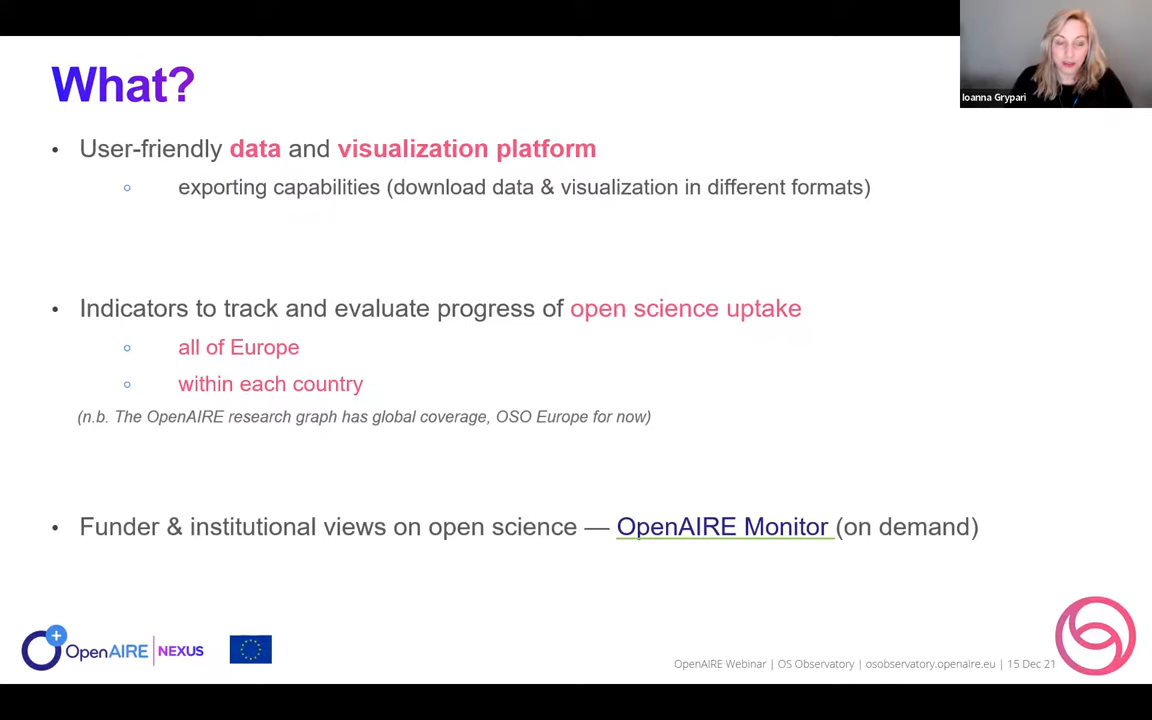 What?
Ioanna Grypari
• User-friendly data and visualization platform
exporting capabilities (download data & visualization in different formats)
• Indicators to track and evaluate progress of open science uptake
all of Europe
within each country
(n.b. The OpenAIRE research graph has global coverage, OSO Europe for now)
• Funder & institutional views on open science — OpenAIRE Monitor (on demand)
OpenAIRE | NEXUS
OpenAIRE Webinar | OS Observatory | osobservatory.openaire.eu | 15 Dec 21